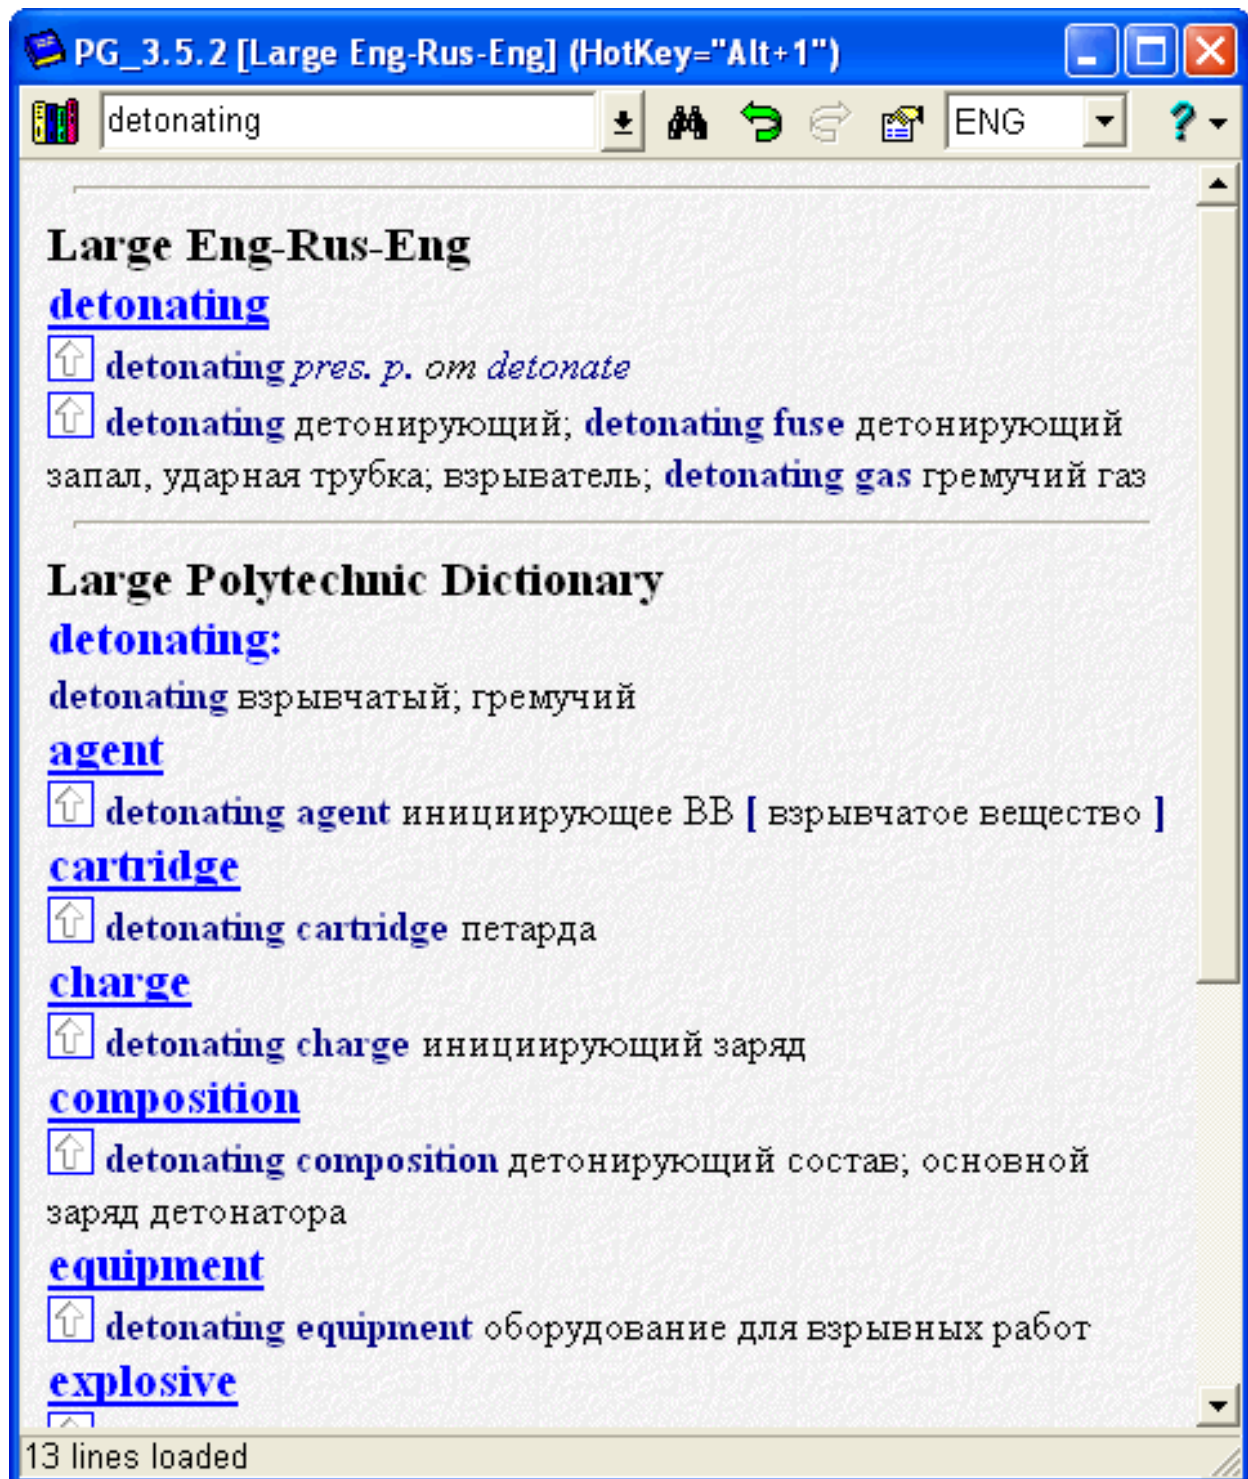 PG_3.5.2 [Large Eng-Rus-Eng] (HotKey="Alt+1")
detonating ENG ?
Large Eng-Rus-Eng
detonating
detonating pres. p. от detonate
detonating детонирующий; detonating fuse детонирующий
запал, ударная трубка; взрыватель; detonating gas гремучий газ
Large Polytechnic Dictionary
detonating:
detonating взрывчатый; гремучий
agent
detonating agent инициирующее ВВ [ взрывчатое вещество ]
cartridge
detonating cartridge петарда
charge
detonating charge инициирующий заряд
composition
detonating composition детонирующий состав; основной
заряд детонатора
equipment
detonating equipment оборудование для взрывных работ
explosive
13 lines loaded